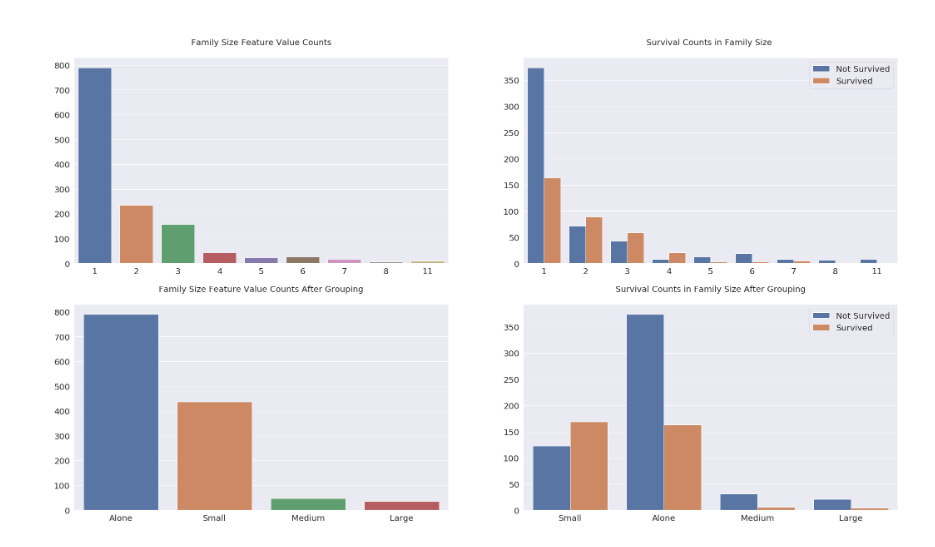 Family Size Feature Value Counts
800
700
600
500
400
300
200
100
0
1 2 3 4 5 6 7 8 11
Survival Counts in Family Size
Not Survived
Survived
350
300
250
200
150
100
50
0
1 2 3 4 5 6 7 8 11
Family Size Feature Value Counts After Grouping
800
700
600
500
400
300
200
100
0
Alone Small Medium Large
Survival Counts in Family Size After Grouping
Not Survived
Survived
350
300
250
200
150
100
50
0
Small Alone Medium Large